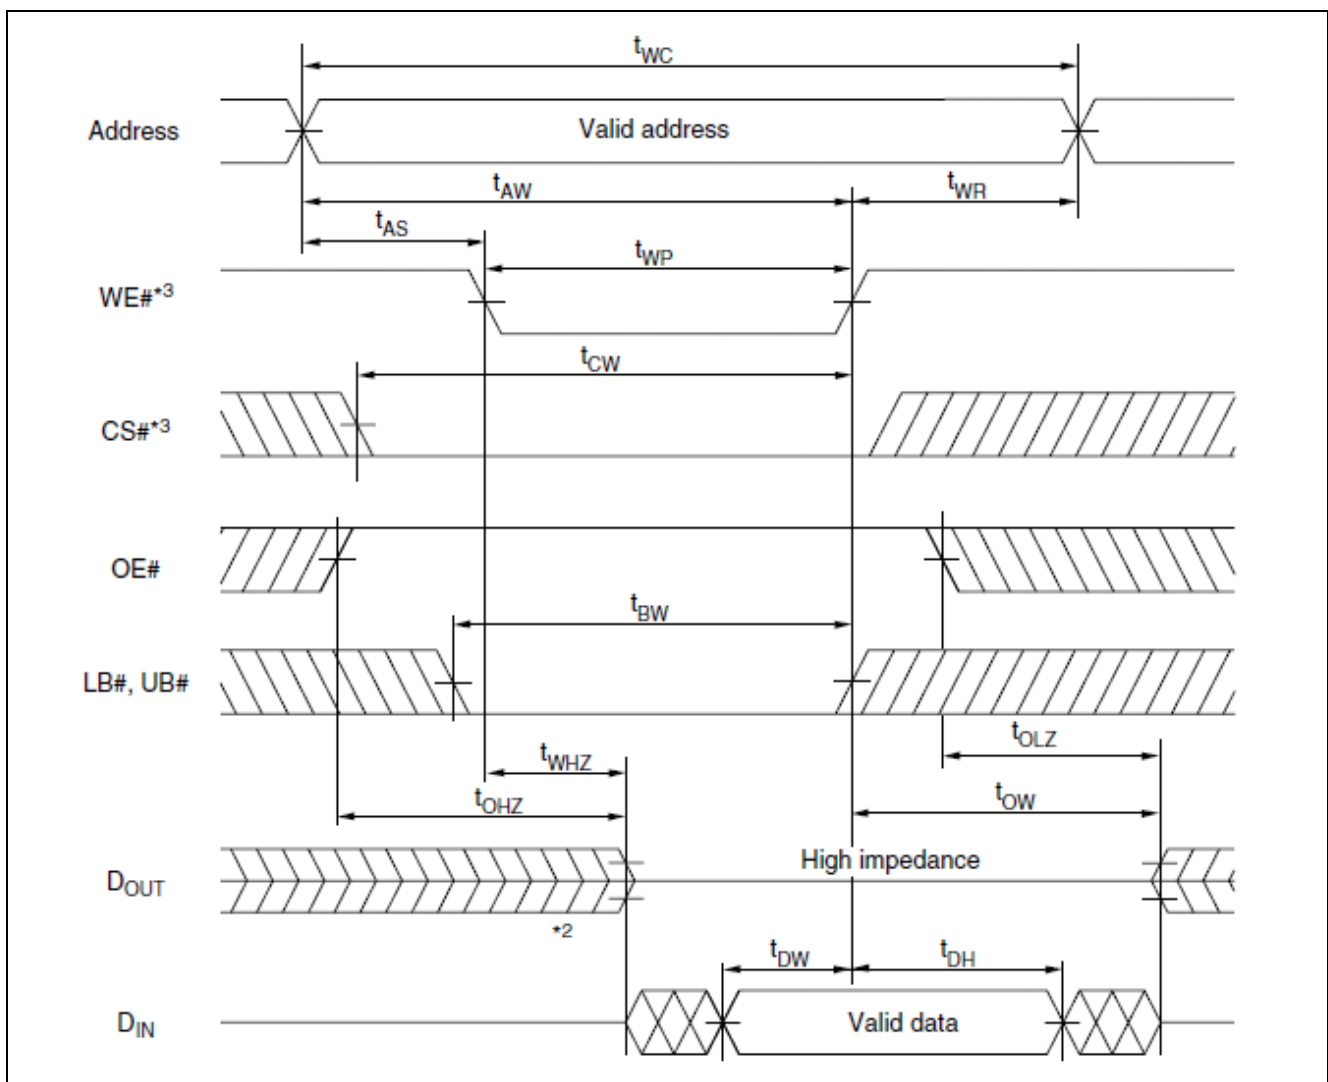 tWC
Address
Valid address
tAW
tWR
tAS
tWP
WE#*3
tCW
CS#*3
OE#
tBW
LB#, UB#
tOLZ
tWHZ
tOHZ
tOW
High impedance
DOUT
*2
tDW
tDH
DIN
Valid data